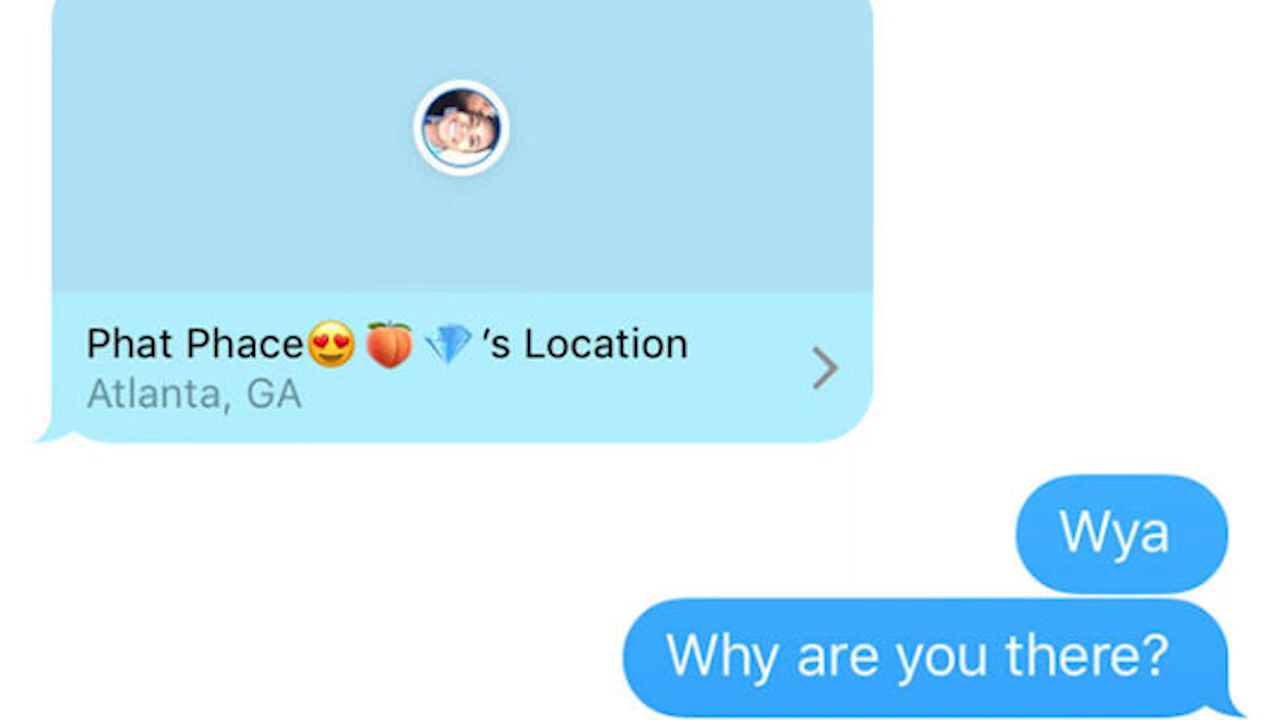 Phat Phace😍🍑💎's Location
Atlanta, GA
Wya
Why are you there?